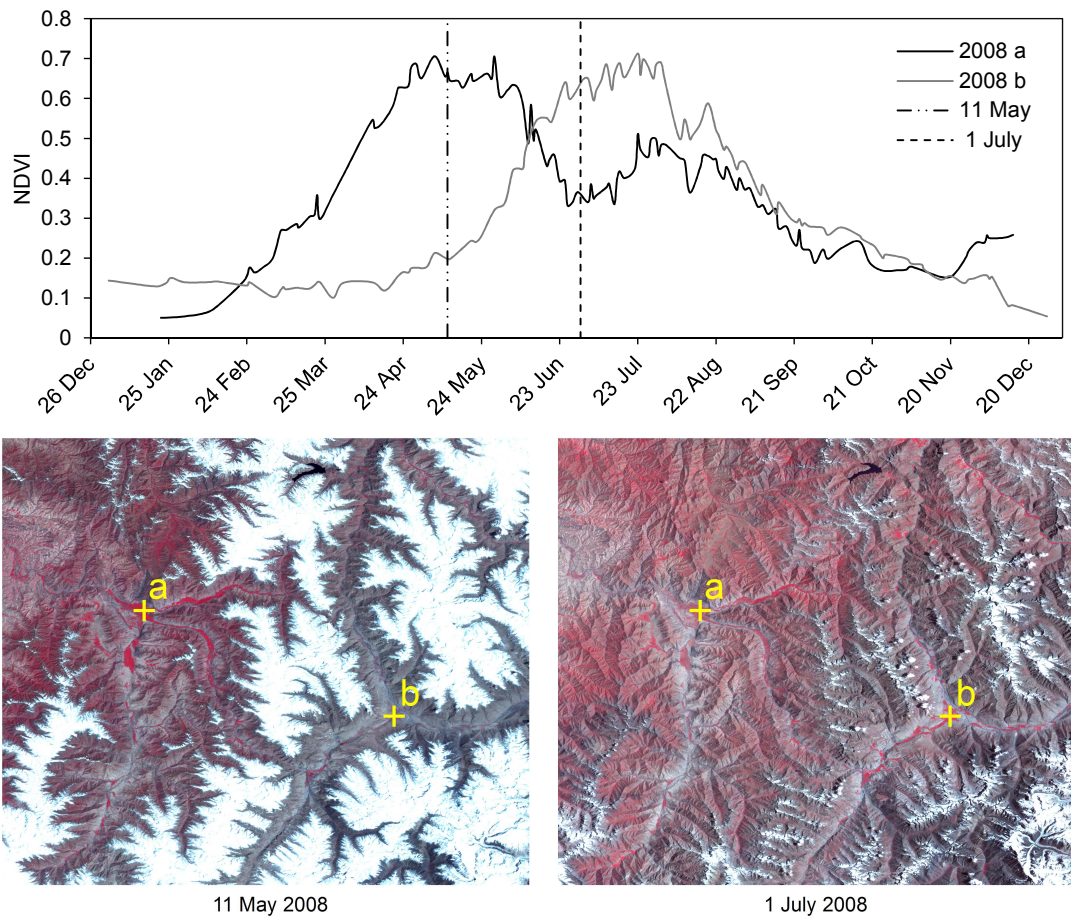 0.8
0.7
0.6
0.5
0.4
0.3
0.2
0.1
0
NDVI
2008 a
2008 b
11 May
1 July
26 Dec
25 Jan
24 Feb
25 Mar
24 Apr
24 May
23 Jun
23 Jul
22 Aug
21 Sep
21 Oct
20 Nov
20 Dec
a
b
a
b
11 May 2008
1 July 2008